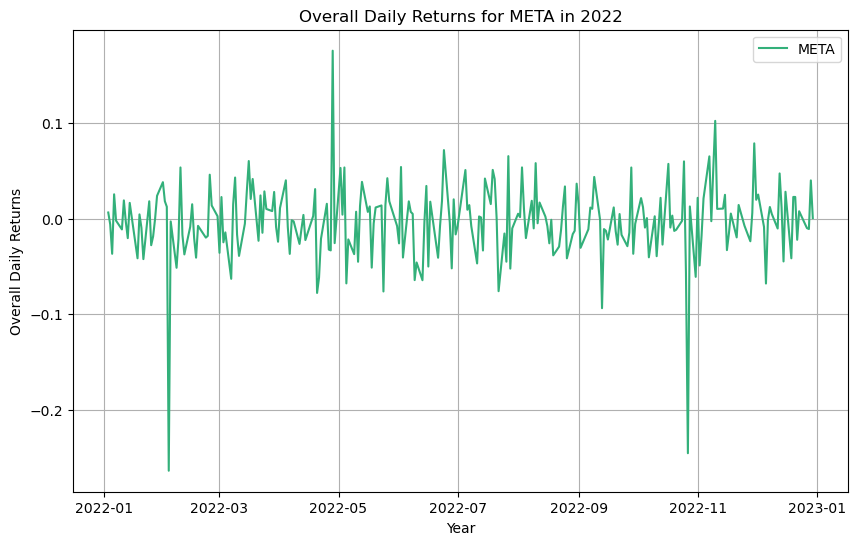 Overall Daily Returns for META in 2022
META
0.1
0.0
−0.1
−0.2
Overall Daily Returns
2022-01 2022-03 2022-05 2022-07 2022-09 2022-11 2023-01
Year